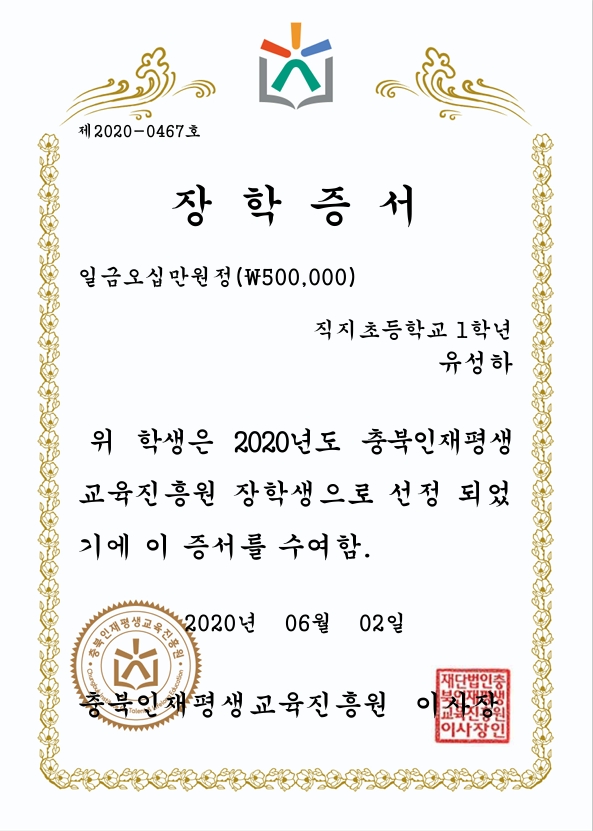 제2020-0467호
장 학 증 서
일금오십만원정(₩500,000)
직지초등학교 1학년
유성하
위 학생은 2020년도 충북인재평생
교육진흥원 장학생으로 선정 되었
기에 이 증서를 수여함.
2020년 06월 02일
충북인재평생교육진흥원
충북인재평생교육진흥원 이사장
재단법인충
북인재평생
교육진흥원
이사장인